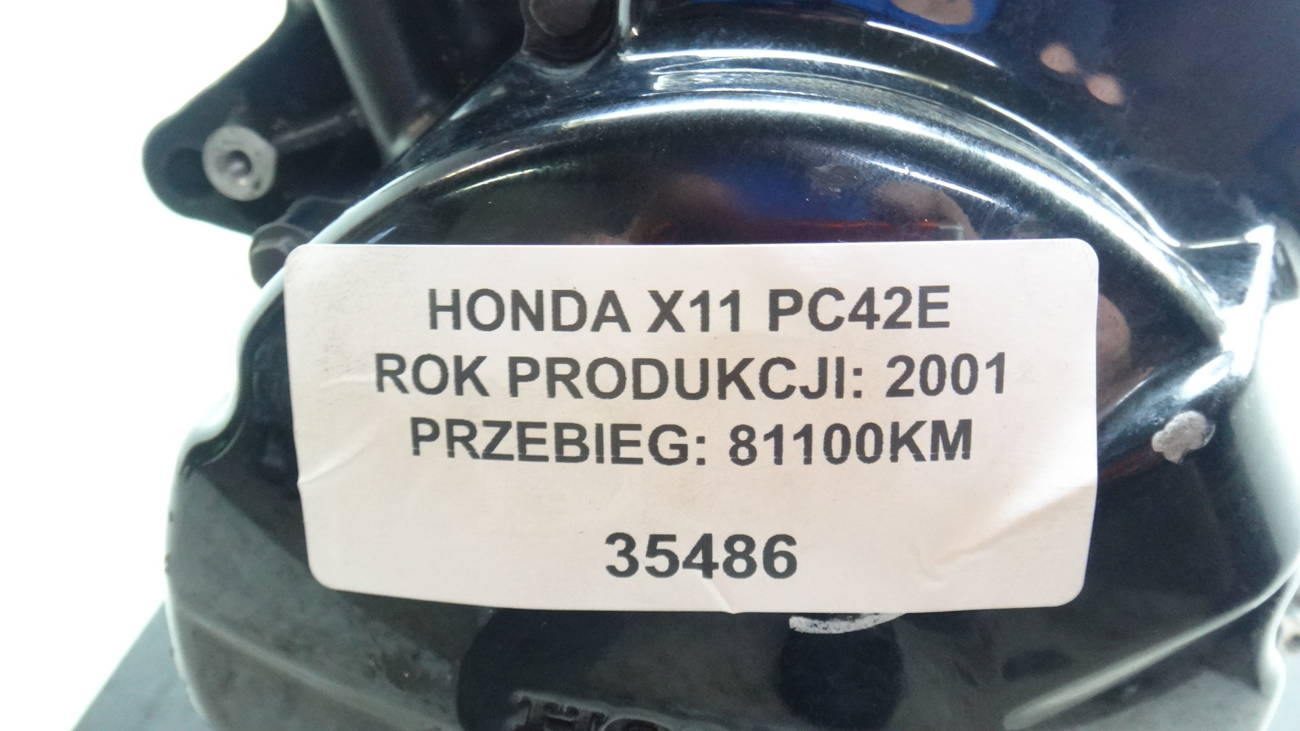 HONDA X11 PC42E
ROK PRODUKCJI: 2001
PRZEBIEG: 81100KM
35486